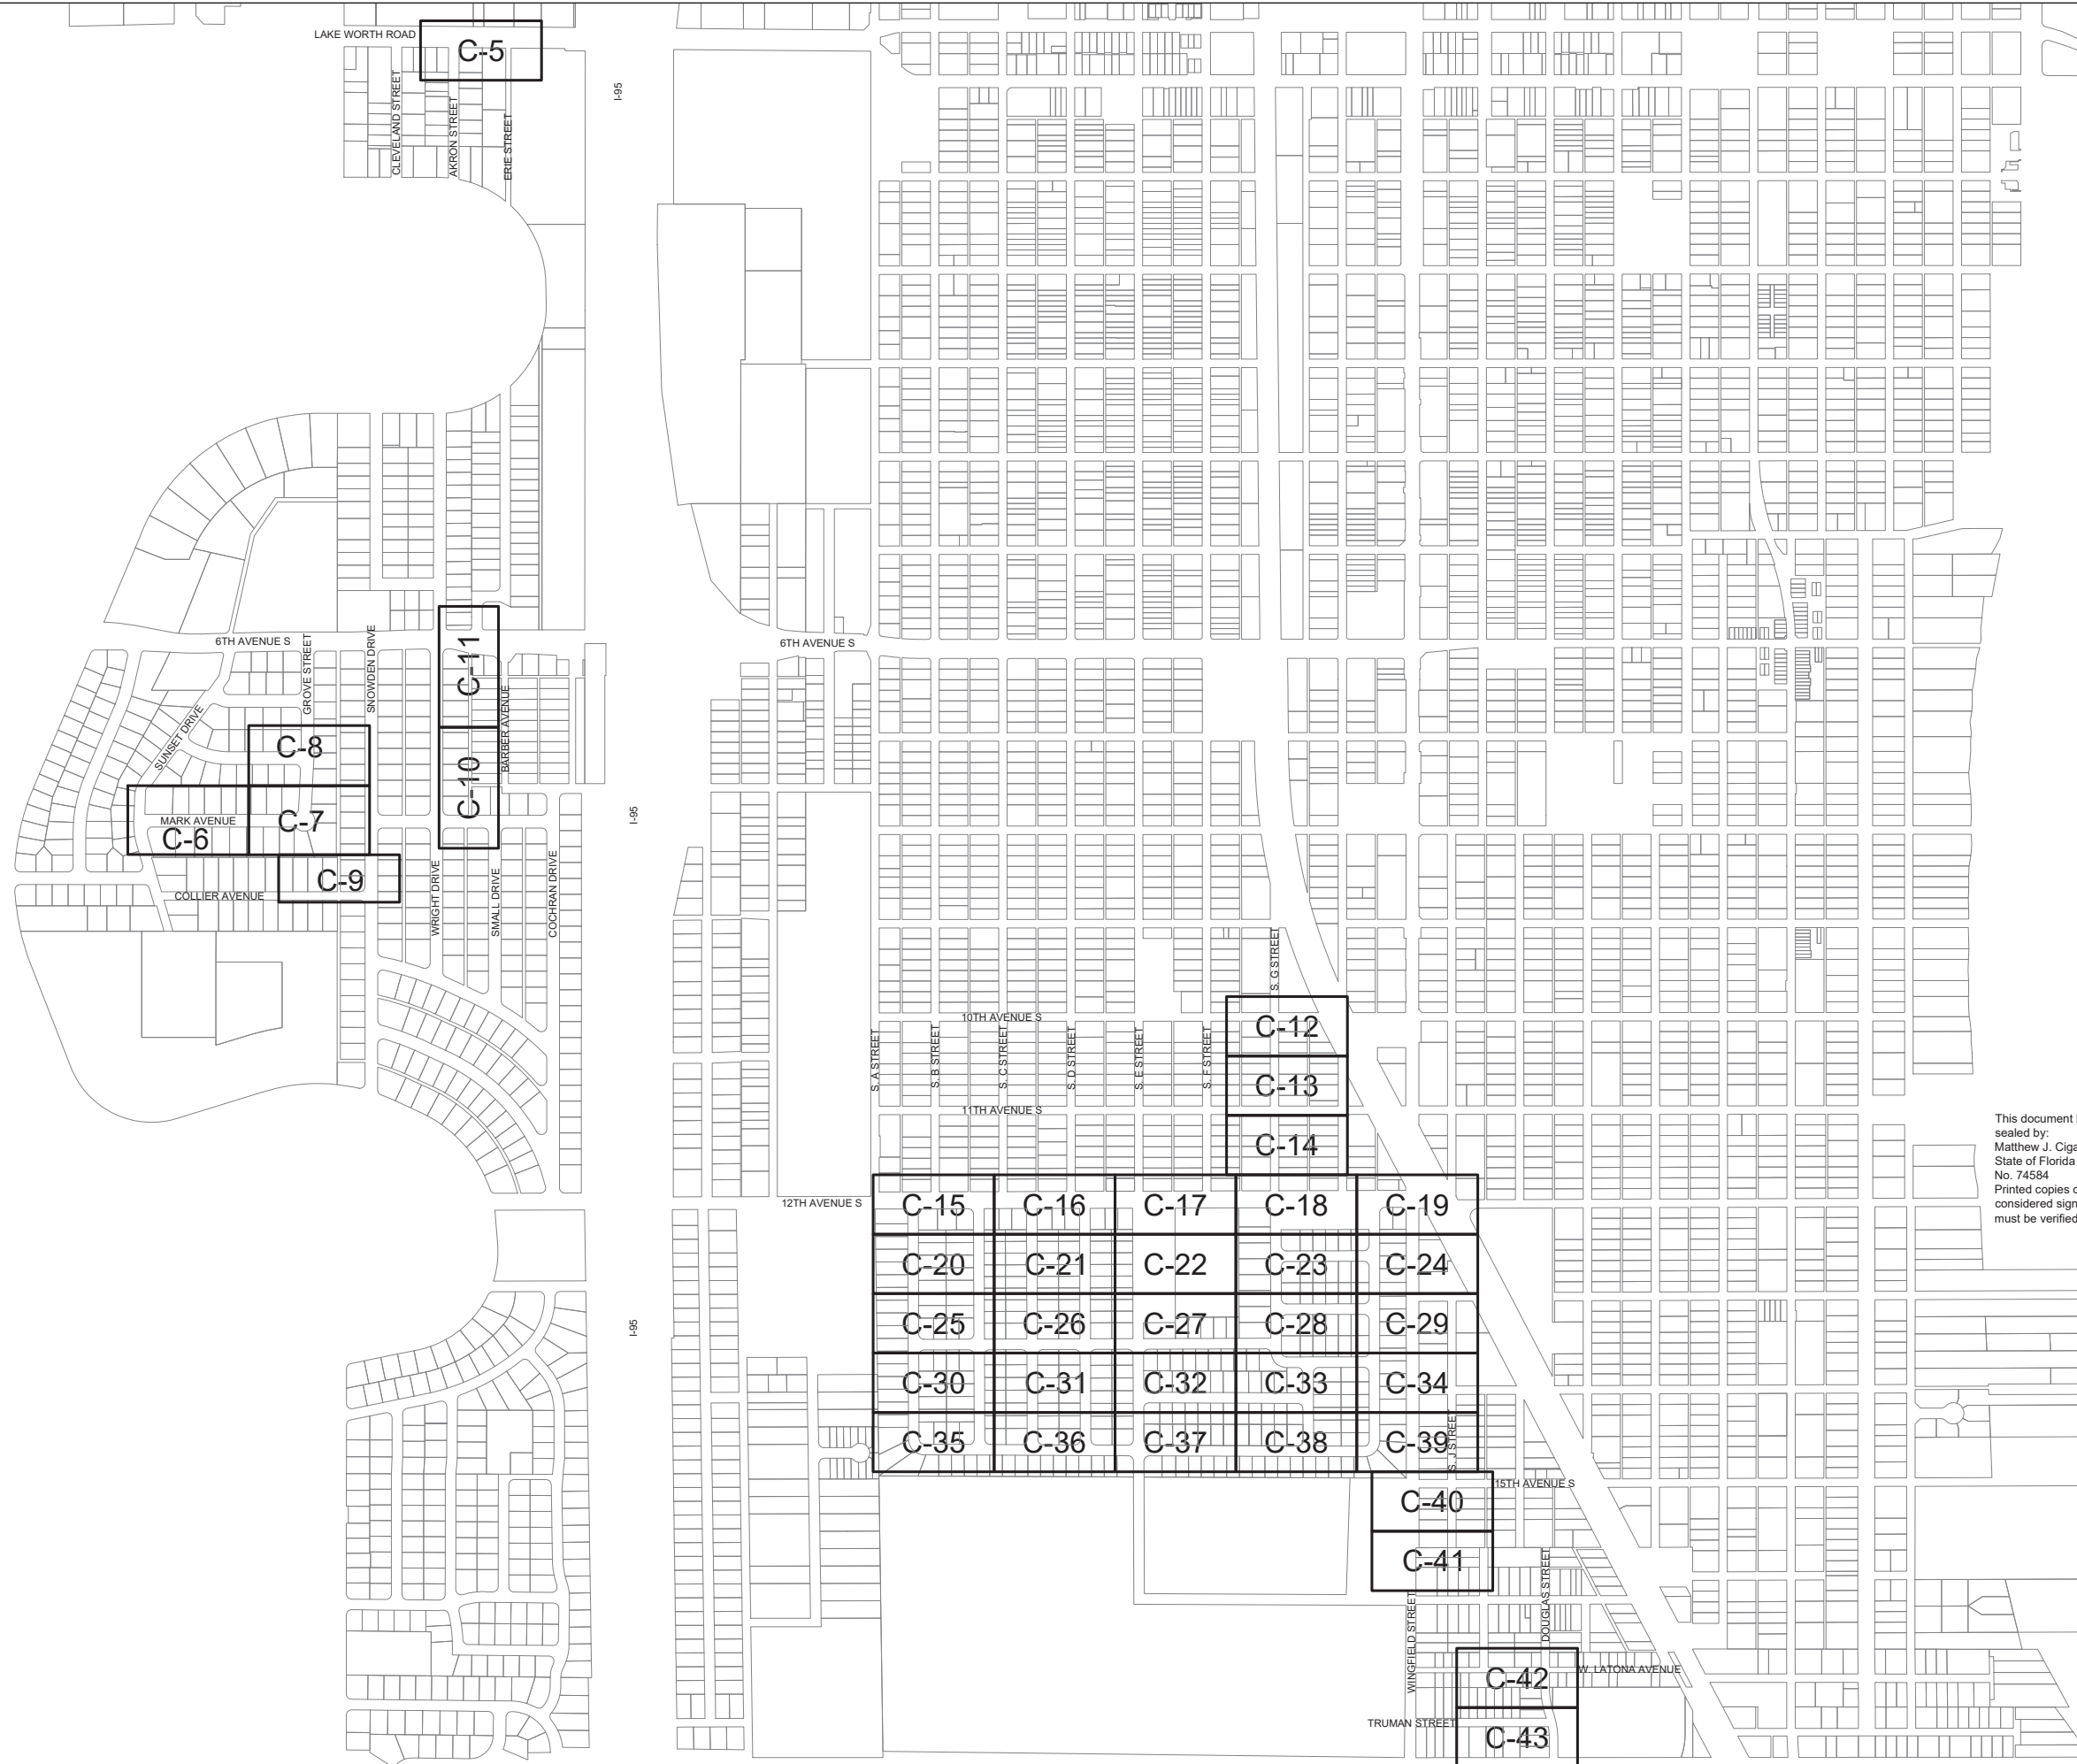 LAKE WORTH ROAD
C-5
I-95
CLEVELAND STREET
AKRON STREET
ERIE STREET
6TH AVENUE S
GROVE STREET
SNOWDEN DRIVE
C-11
BARBER AVENUE
6TH AVENUE S
SUNSET DRIVE
C-8
C-10
MARK AVENUE
C-6
C-7
I-95
C-9
COLLIER AVENUE
WRIGHT DRIVE
SMALL DRIVE
COCHRAN DRIVE
S. G STREET
10TH AVENUE S
C-12
S. A STREET
S. B STREET
S. C STREET
S. D STREET
S. E STREET
S. F STREET
C-13
11TH AVENUE S
C-14
This document
sealed by:
Matthew J. Ciga
State of Florida
No. 74584
Printed copies o
considered sign
must be verified
12TH AVENUE S
C-15
C-16
C-17
C-18
C-19
C-20
C-21
C-22
C-23
C-24
I-95
C-25
C-26
C-27
C-28
C-29
C-30
C-31
C-32
C-33
C-34
C-35
C-36
C-37
C-38
C-39
S. J STREET
15TH AVENUE S
C-40
C-41
WINGFIELD STREET
DOUGLAS STREET
C-42
W. LATONA AVENUE
TRUMAN STREET
C-43